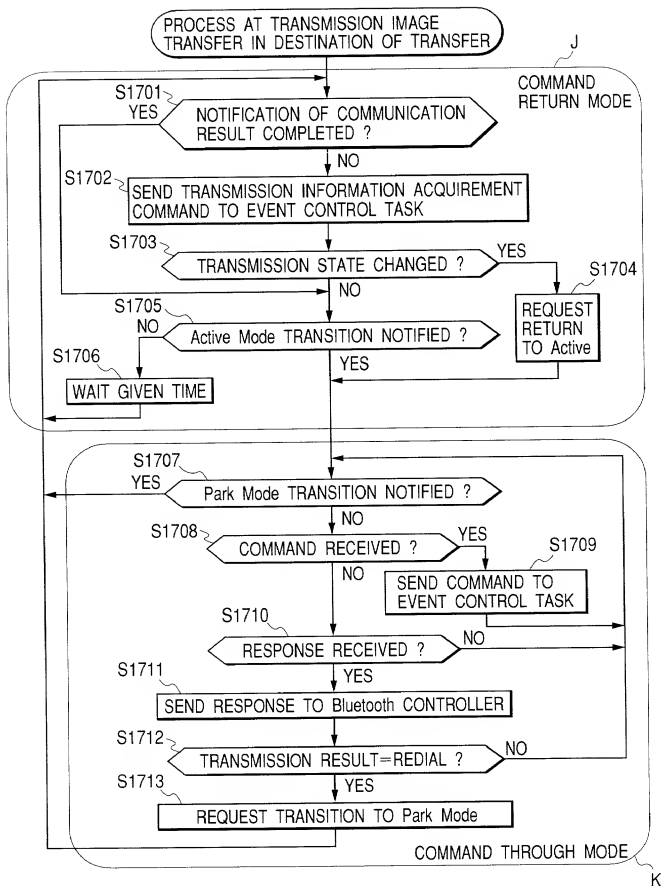 PROCESS AT TRANSMISSION IMAGE
TRANSFER IN DESTINATION OF TRANSFER
J
COMMAND
RETURN MODE
S1701
YES
NOTIFICATION OF COMMUNICATION
RESULT COMPLETED ?
NO
S1702
SEND TRANSMISSION INFORMATION ACQUIREMENT
COMMAND TO EVENT CONTROL TASK
S1703
TRANSMISSION STATE CHANGED ?
YES
NO
S1704
REQUEST
RETURN
TO Active
S1705
NO
Active Mode TRANSITION NOTIFIED ?
YES
S1706
WAIT GIVEN TIME
S1707
YES
Park Mode TRANSITION NOTIFIED ?
NO
S1708
COMMAND RECEIVED ?
YES
NO
S1709
SEND COMMAND TO
EVENT CONTROL TASK
S1710
RESPONSE RECEIVED ?
NO
YES
S1711
SEND RESPONSE TO Bluetooth CONTROLLER
S1712
TRANSMISSION RESULT=REDIAL ?
NO
YES
S1713
REQUEST TRANSITION TO Park Mode
COMMAND THROUGH MODE
K